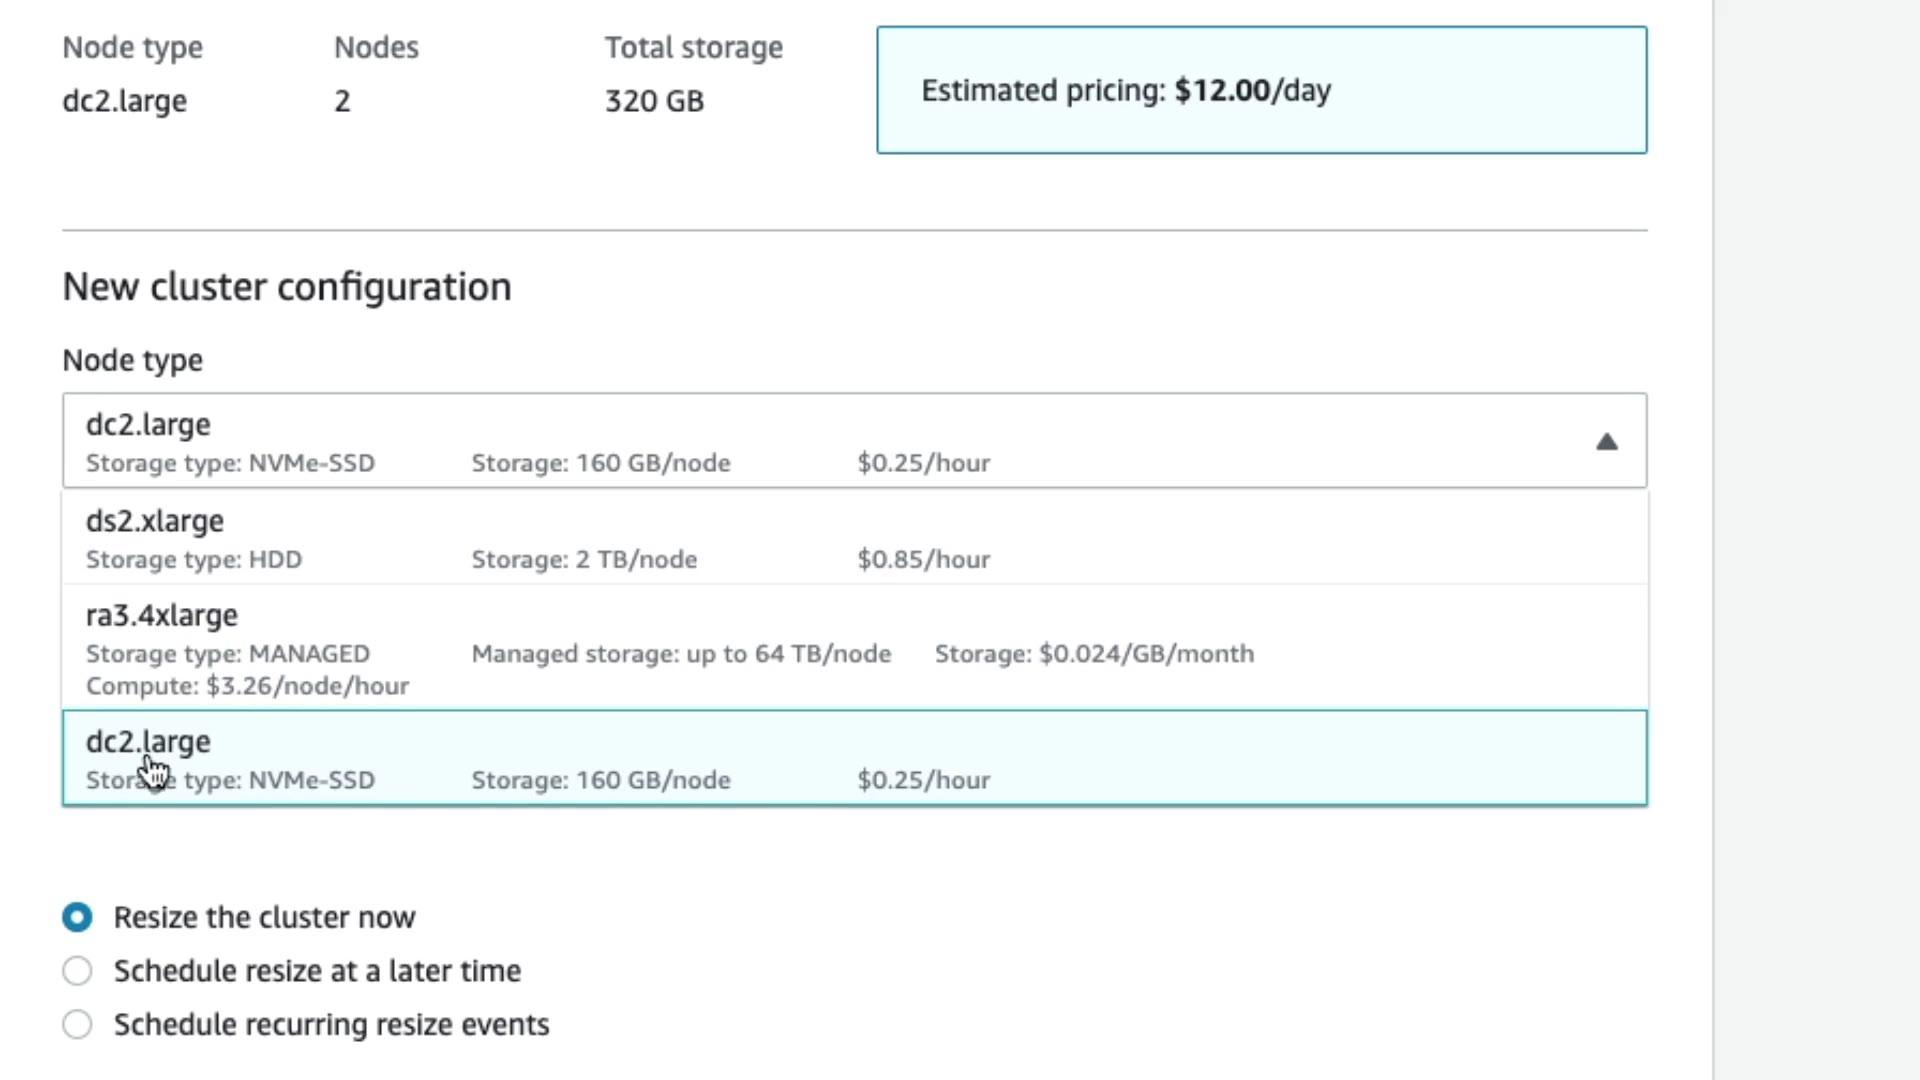 Node type Nodes Total storage
dc2.large 2 320 GB
Estimated pricing: $12.00/day
New cluster configuration
Node type
dc2.large
Storage type: NVMe-SSD Storage: 160 GB/node $0.25/hour
ds2.xlarge
Storage type: HDD Storage: 2 TB/node $0.85/hour
ra3.4xlarge
Storage type: MANAGED Managed storage: up to 64 TB/node Storage: $0.024/GB/month
Compute: $3.26/node/hour
dc2.large
Storage type: NVMe-SSD Storage: 160 GB/node $0.25/hour
Resize the cluster now
Schedule resize at a later time
Schedule recurring resize events